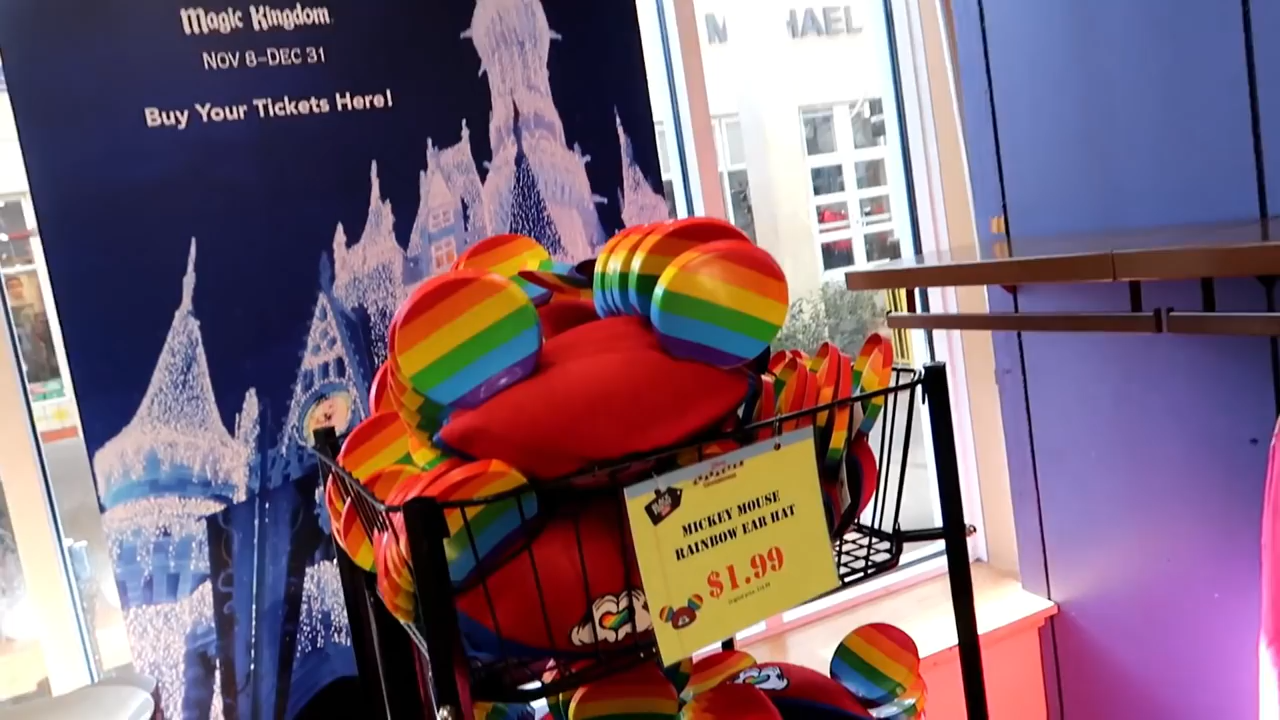 Magic Kingdom
NOV 8–DEC 31
Buy Your Tickets Here!
HAEL
MICKEY MOUSE
RAINBOW EAR HAT
$1.99